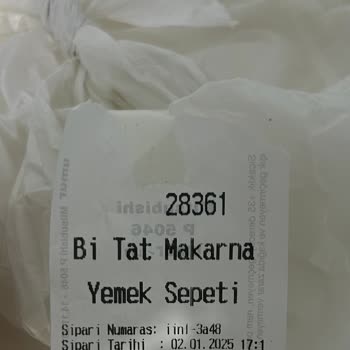 28361
Bi Tat Makarna
Yemek Sepeti
Sipari Numaras: iinl-3a48
Sipari Tarihi : 02.01.2025 17:1